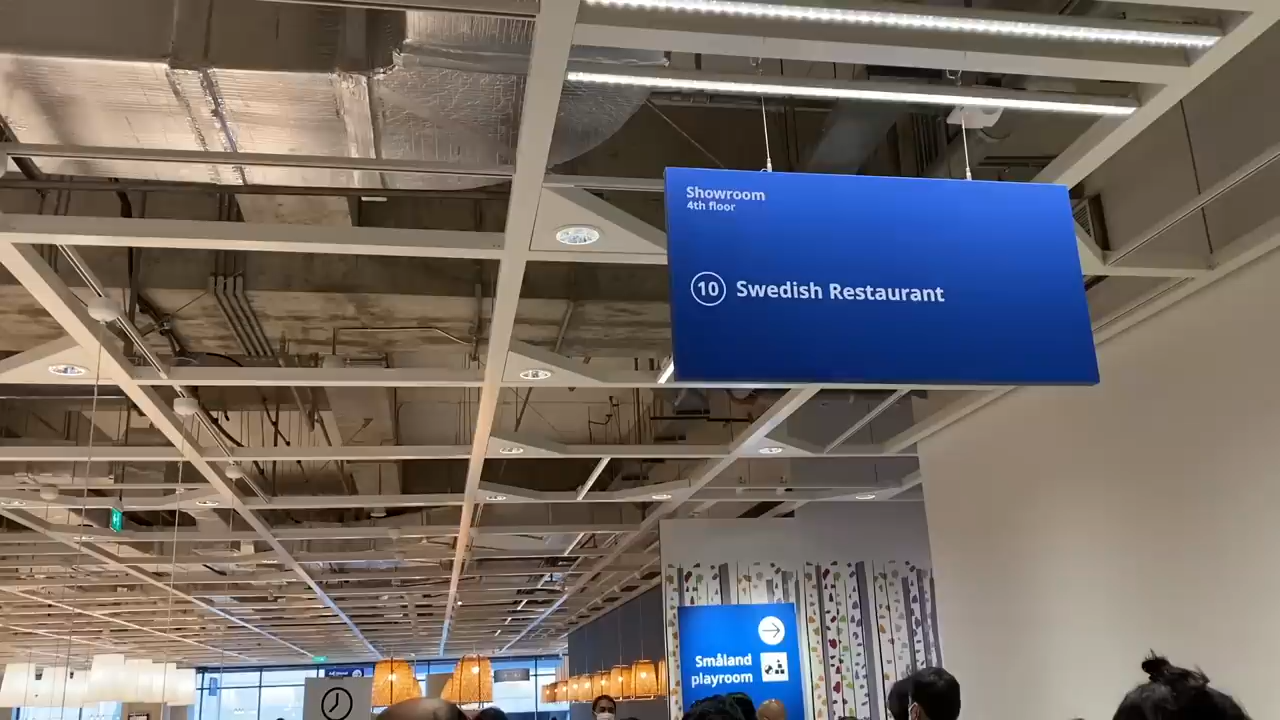 Showroom
4th floor
10 Swedish Restaurant
Småland
playroom